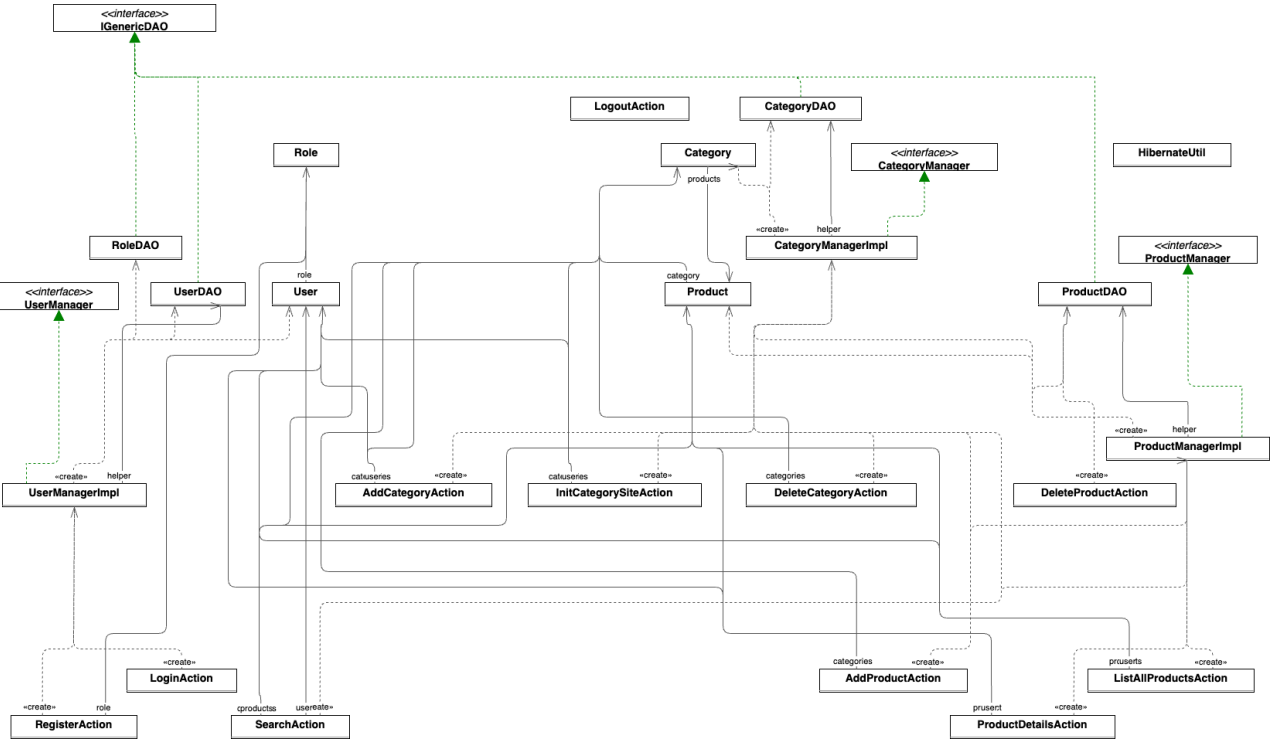 <<interface>>
IGenericDAO
LogoutAction
CategoryDAO
Role
Category
<<interface>>
CategoryManager
HibernateUtil
products
«create»
helper
RoleDAO
CategoryManagerImpl
<<interface>>
ProductManager
role
category
<<interface>>
UserManager
UserDAO
User
Product
ProductDAO
«create»
helper
ProductManagerImpl
«create»
helper
«create»
«create»
categories
«create»
«create»
UserManagerImpl
AddCategoryAction
InitCategorySiteAction
DeleteCategoryAction
DeleteProductAction
«create»
categories
«create»
«create»
LoginAction
AddProductAction
ListAllProductsAction
«create»
role
«create»
RegisterAction
SearchAction
ProductDetailsAction